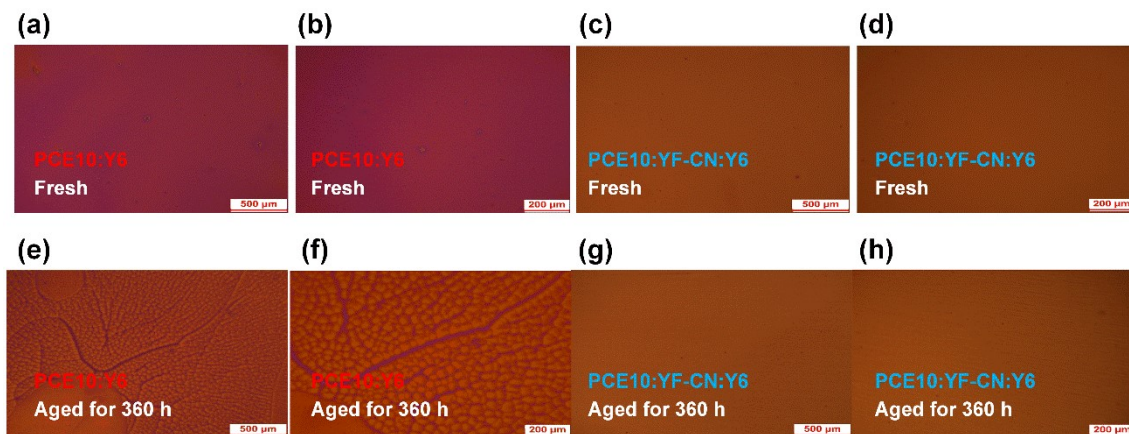 (a)
(b)
(c)
(d)
PCE10:Y6
Fresh
500 µm
PCE10:Y6
Fresh
200 µm
PCE10:YF-CN:Y6
Fresh
500 µm
PCE10:YF-CN:Y6
Fresh
200 µm
(e)
(f)
(g)
(h)
PCE10:Y6
Aged for 360 h
500 µm
PCE10:Y6
Aged for 360 h
200 µm
PCE10:YF-CN:Y6
Aged for 360 h
500 µm
PCE10:YF-CN:Y6
Aged for 360 h
200 µm